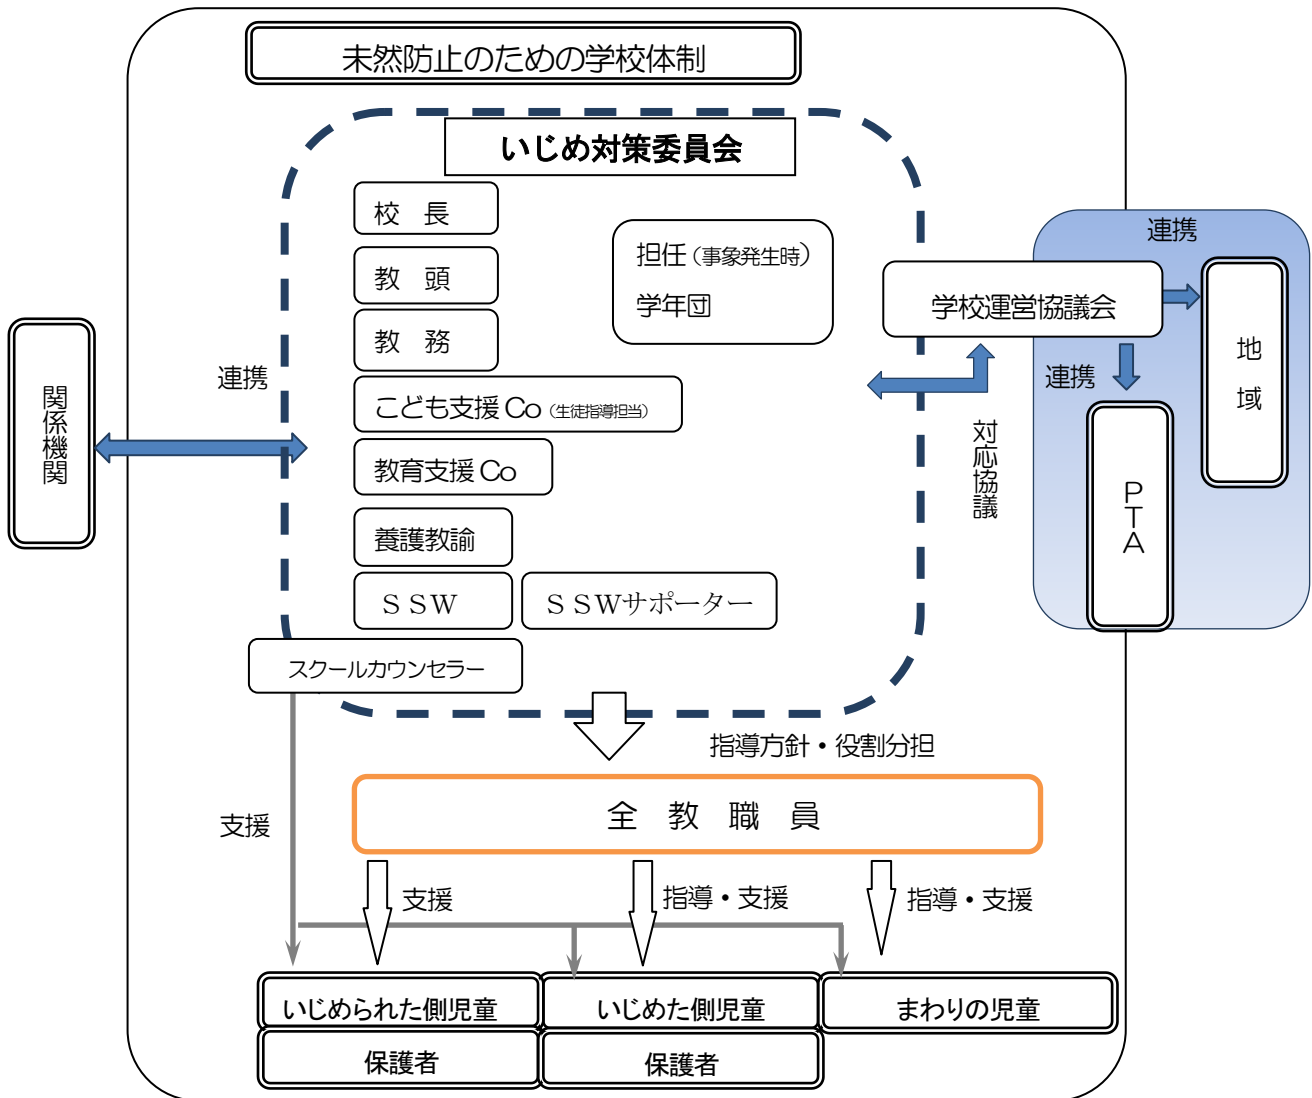 未然防止のための学校体制
いじめ対策委員会
校　長
教　頭
教　務
こども支援Co（生徒指導担当）
教育支援Co
養護教諭
ＳＳＷ
ＳＳＷサポーター
スクールカウンセラー
担任（事象発生時）
学年団
関係機関
連携
学校運営協議会
連携
地域
連携
PTA
対応協議
指導方針・役割分担
全　教　職　員
支援
支援
指導・支援
指導・支援
いじめられた側児童
いじめた側児童
まわりの児童
保護者
保護者